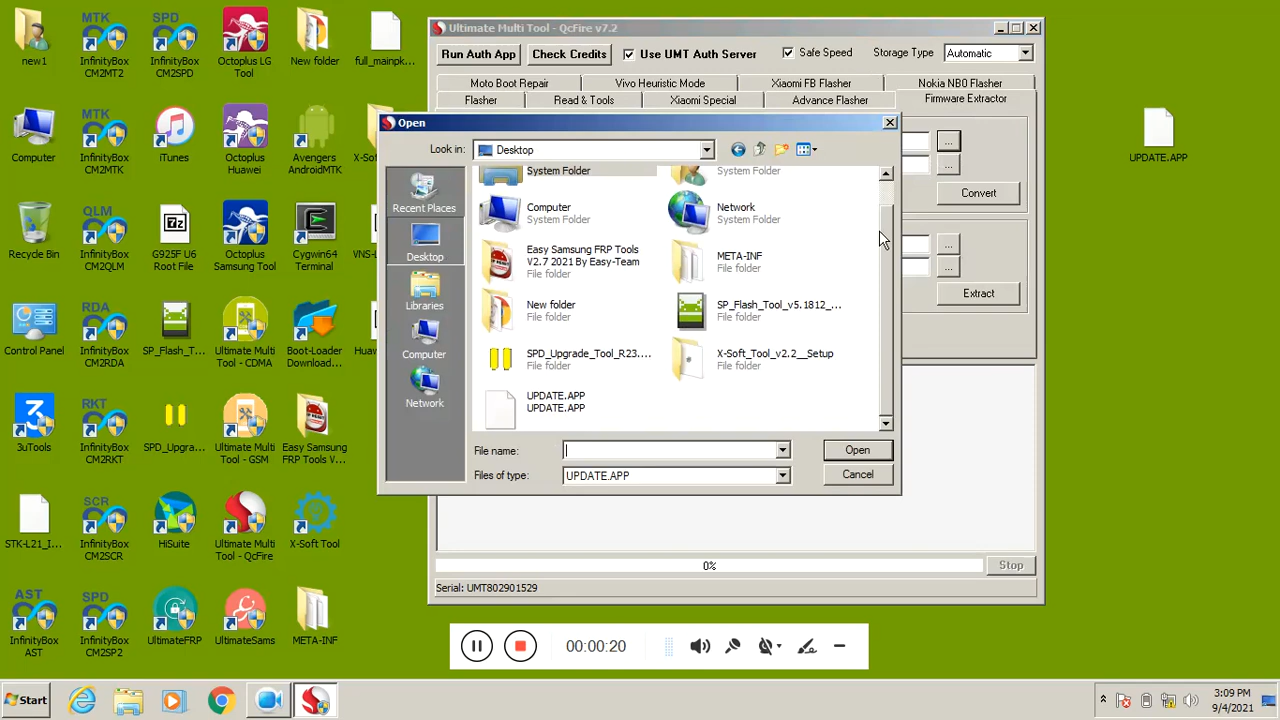 new1
MTK
InfinityBox
CM2MT2
SPD
InfinityBox
CM2SPD
Octoplus LG
Tool
New folder
full_mainpk...
Computer
MTK
InfinityBox
iTunes
Octoplus
Huawei
Avengers
AndroidMTK
Recycle Bin
QLM
InfinityBox
CM2QLM
G925F U6
Root File
Octoplus
Samsung Tool
Cygwin64
Terminal
Control Panel
RDA
InfinityBox
CM2RDA
SP_Flash_T...
Ultimate Multi
Tool - CDMA
Boot-Loader
Download...
3uTools
RKT
InfinityBox
CM2RKT
SPD_Upgra...
Ultimate Multi
Tool - GSM
Easy Samsung
FRP Tools V...
STK-L21_I...
SCR
InfinityBox
CM2SCR
HiSuite
Ultimate Multi
Tool - QcFire
X-Soft Tool
AST
InfinityBox
AST
SPD
InfinityBox
CM2SP2
UltimateFRP
UltimateSams
META-INF
UPDATE.APP
Ultimate Multi Tool - QcFire v7.2
Run Auth App
Check Credits
Use UMT Auth Server
Safe Speed
Storage Type
Automatic
Moto Boot Repair
Vivo Heuristic Mode
Xiaomi FB Flasher
Nokia NB0 Flasher
Flasher
Read & Tools
Xiaomi Special
Advance Flasher
Firmware Extractor
...
...
Convert
...
...
Extract
Open
Look in:
Desktop
Recent Places
Desktop
Libraries
Computer
Network
System Folder
System Folder
Computer
System Folder
Network
System Folder
Easy Samsung FRP Tools
V2.7 2021 By Easy-Team
File folder
META-INF
File folder
New folder
File folder
SP_Flash_Tool_v5.1812_...
File folder
SPD_Upgrade_Tool_R23....
File folder
X-Soft_Tool_v2.2__Setup
File folder
UPDATE.APP
UPDATE.APP
File name:
Open
Files of type:
UPDATE.APP
Cancel
0%
Stop
Serial: UMT802901529
00:00:20
Start
3:09 PM
9/4/2021